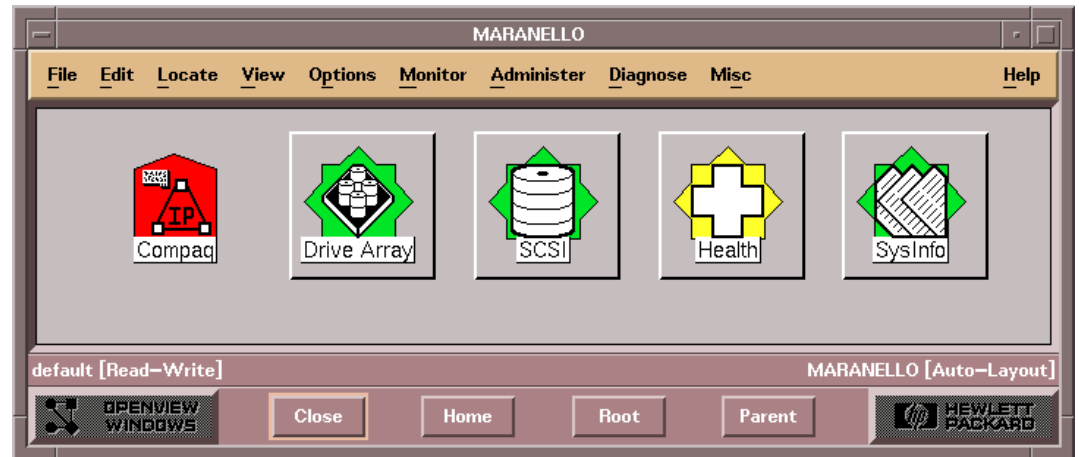 MARANELLO
File Edit Locate View Options Monitor Administer Diagnose Misc Help
IP
Compaq Drive Array SCSI Health SysInfo
default [Read-Write] MARANELLO [Auto-Layout]
OPENVIEW
WINDOWS
Close Home Root Parent
hp
HEWLETT
PACKARD